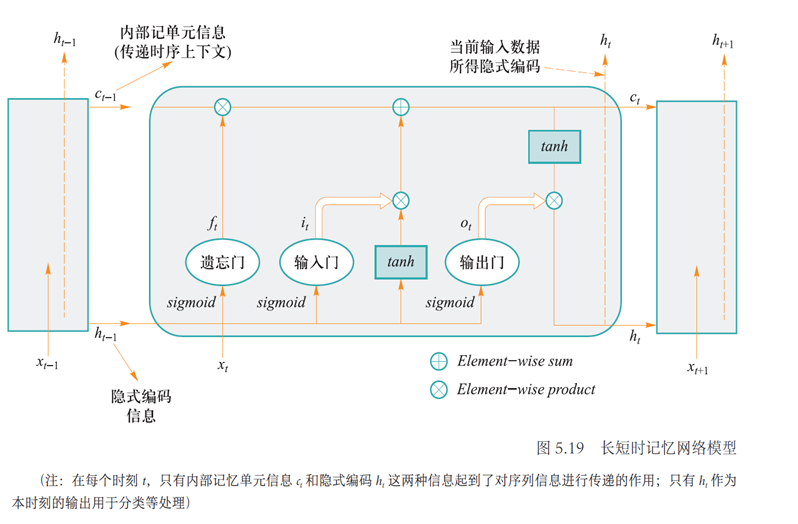 h_{t-1}
内部记单元信息
(传递时序上下文)
当前输入数据
所得隐式编码
h_t
h_{t+1}
c_{t-1}
c_t
tanh
f_t
i_t
o_t
遗忘门
输入门
tanh
输出门
sigmoid
sigmoid
sigmoid
h_{t-1}
h_t
x_{t-1}
x_t
x_{t+1}
Element-wise sum
Element-wise product
隐式编码
信息
图 5.19 长短时记忆网络模型
(注：在每个时刻 t，只有内部记忆单元信息 c_t 和隐式编码 h_t 这两种信息起到了对序列信息进行传递的作用；只有 h_t 作为
本时刻的输出用于分类等处理)